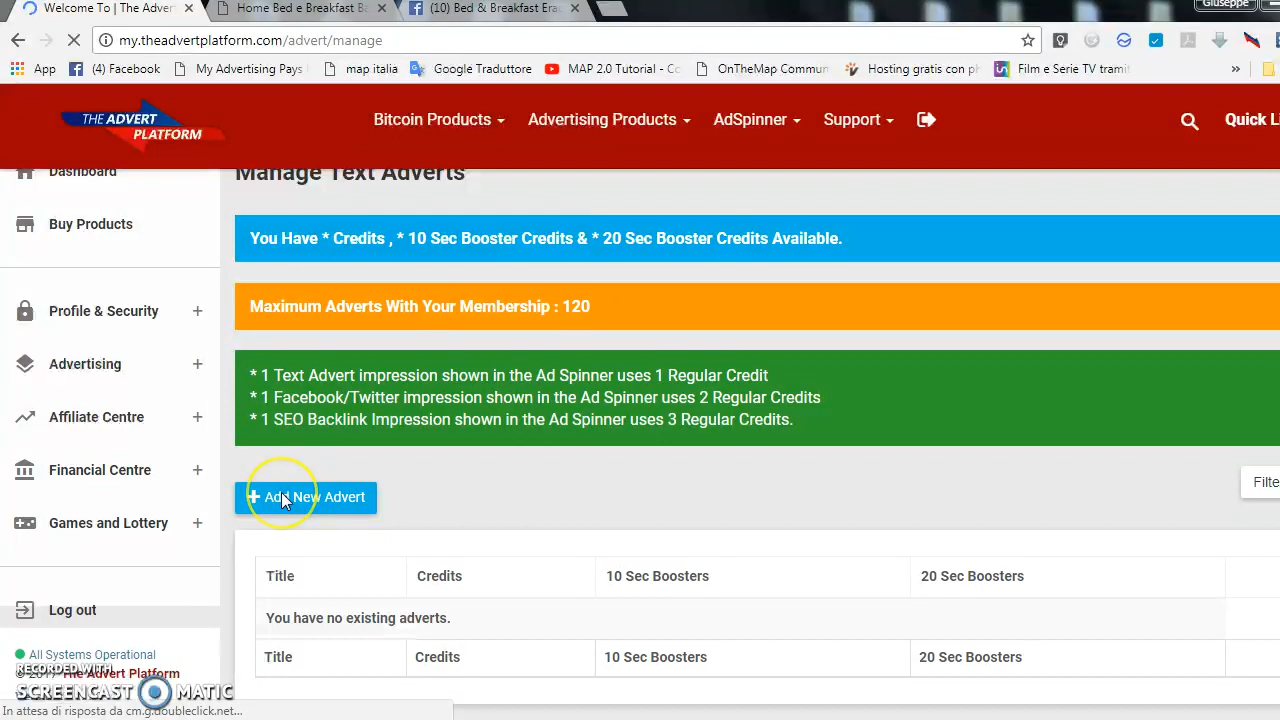 Welcome To | The Adver
Home Bed e Breakfast Ba
(10) Bed & Breakfast Erau
Giuseppe
my.theadvertplatform.com/advert/manage
App
(4) Facebook
My Advertising Pays
map italia
Google Traduttore
MAP 2.0 Tutorial - Co
OnTheMap Commun
Hosting gratis con ph
Film e Serie TV tramit
»
THE ADVERT
PLATFORM
Bitcoin Products
Advertising Products
AdSpinner
Support
Quick Li
Dashboard
Buy Products
Profile & Security +
Advertising +
Affiliate Centre +
Financial Centre +
Games and Lottery +
Log out
All Systems Operational
The Advert Platform
RECORDED WITH
SCREENCAST MATIC
In attesa di risposta da cm.g.doubleclick.net...
Manage Text Adverts
You Have * Credits , * 10 Sec Booster Credits & * 20 Sec Booster Credits Available.
Maximum Adverts With Your Membership : 120
* 1 Text Advert impression shown in the Ad Spinner uses 1 Regular Credit
* 1 Facebook/Twitter impression shown in the Ad Spinner uses 2 Regular Credits
* 1 SEO Backlink Impression shown in the Ad Spinner uses 3 Regular Credits.
+ Add New Advert
Filte
Title Credits 10 Sec Boosters 20 Sec Boosters
You have no existing adverts.
Title Credits 10 Sec Boosters 20 Sec Boosters